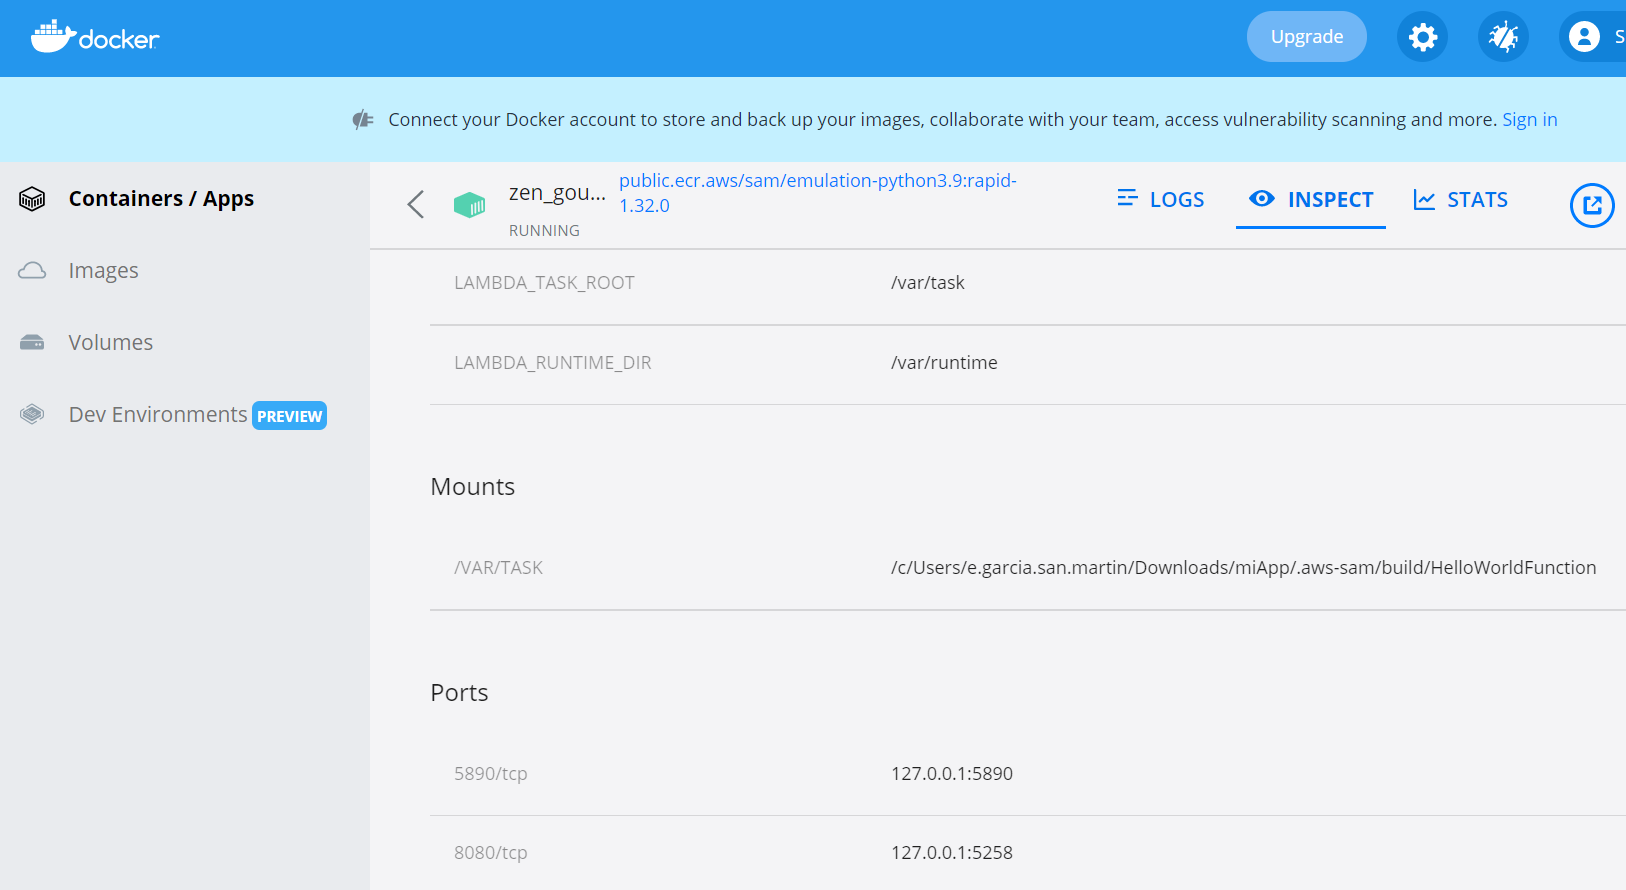 docker
Upgrade
S
Connect your Docker account to store and back up your images, collaborate with your team, access vulnerability scanning and more. Sign in
Containers / Apps
Images
Volumes
Dev Environments PREVIEW
zen_gou...
public.ecr.aws/sam/emulation-python3.9:rapid-
1.32.0
RUNNING
LOGS
INSPECT
STATS
LAMBDA_TASK_ROOT /var/task
LAMBDA_RUNTIME_DIR /var/runtime
Mounts
/VAR/TASK /c/Users/e.garcia.san.martin/Downloads/miApp/.aws-sam/build/HelloWorldFunction
Ports
5890/tcp 127.0.0.1:5890
8080/tcp 127.0.0.1:5258